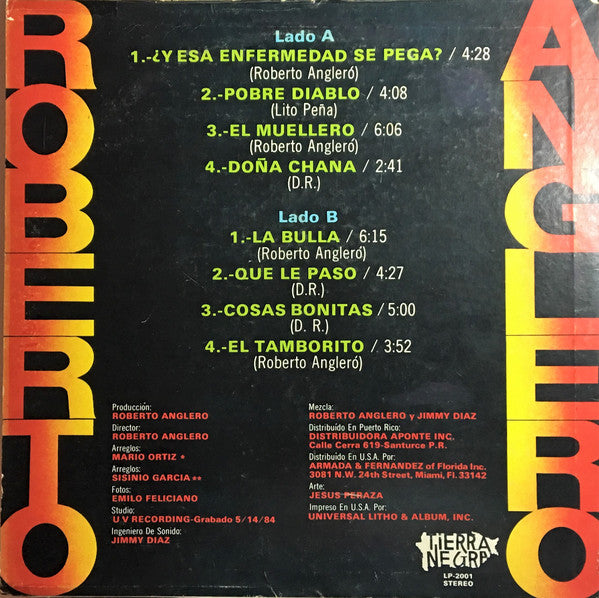 ROBERTO
ANGLERO
Lado A
1.-¿Y ESA ENFERMEDAD SE PEGA? / 4:28
(Roberto Angleró)
2.-POBRE DIABLO / 4:08
(Lito Peña)
3.-EL MUELLERO / 6:06
(Roberto Angleró)
4.-DOÑA CHANA / 2:41
(D.R.)
Lado B
1.-LA BULLA / 6:15
(Roberto Angleró)
2.-QUE LE PASO / 4:27
(D.R.)
3.-COSAS BONITAS / 5:00
(D. R.)
4.-EL TAMBORITO / 3:52
(Roberto Angleró)
Producción:
ROBERTO ANGLERO
Director:
ROBERTO ANGLERO
Arreglos:
MARIO ORTIZ *
Arreglos:
SISINIO GARCIA **
Fotos:
EMILO FELICIANO
Studio:
U V RECORDING-Grabado 5/14/84
Ingeniero De Sonido:
JIMMY DIAZ
Mezcla:
ROBERTO ANGLERO y JIMMY DIAZ
Distribuido En Puerto Rico:
DISTRIBUIDORA APONTE INC.
Calle Cerra 619-Santurce P.R.
Distribuido En U.S.A. Por:
ARMADA & FERNANDEZ of Florida Inc.
3081 N.W. 24th Street, Miami, Fl. 33142
Arte:
JESUS PERAZA
Impreso En U.S.A. Por:
UNIVERSAL LITHO & ALBUM, INC.
TIERRA
NEGRA
LP-2001
STEREO